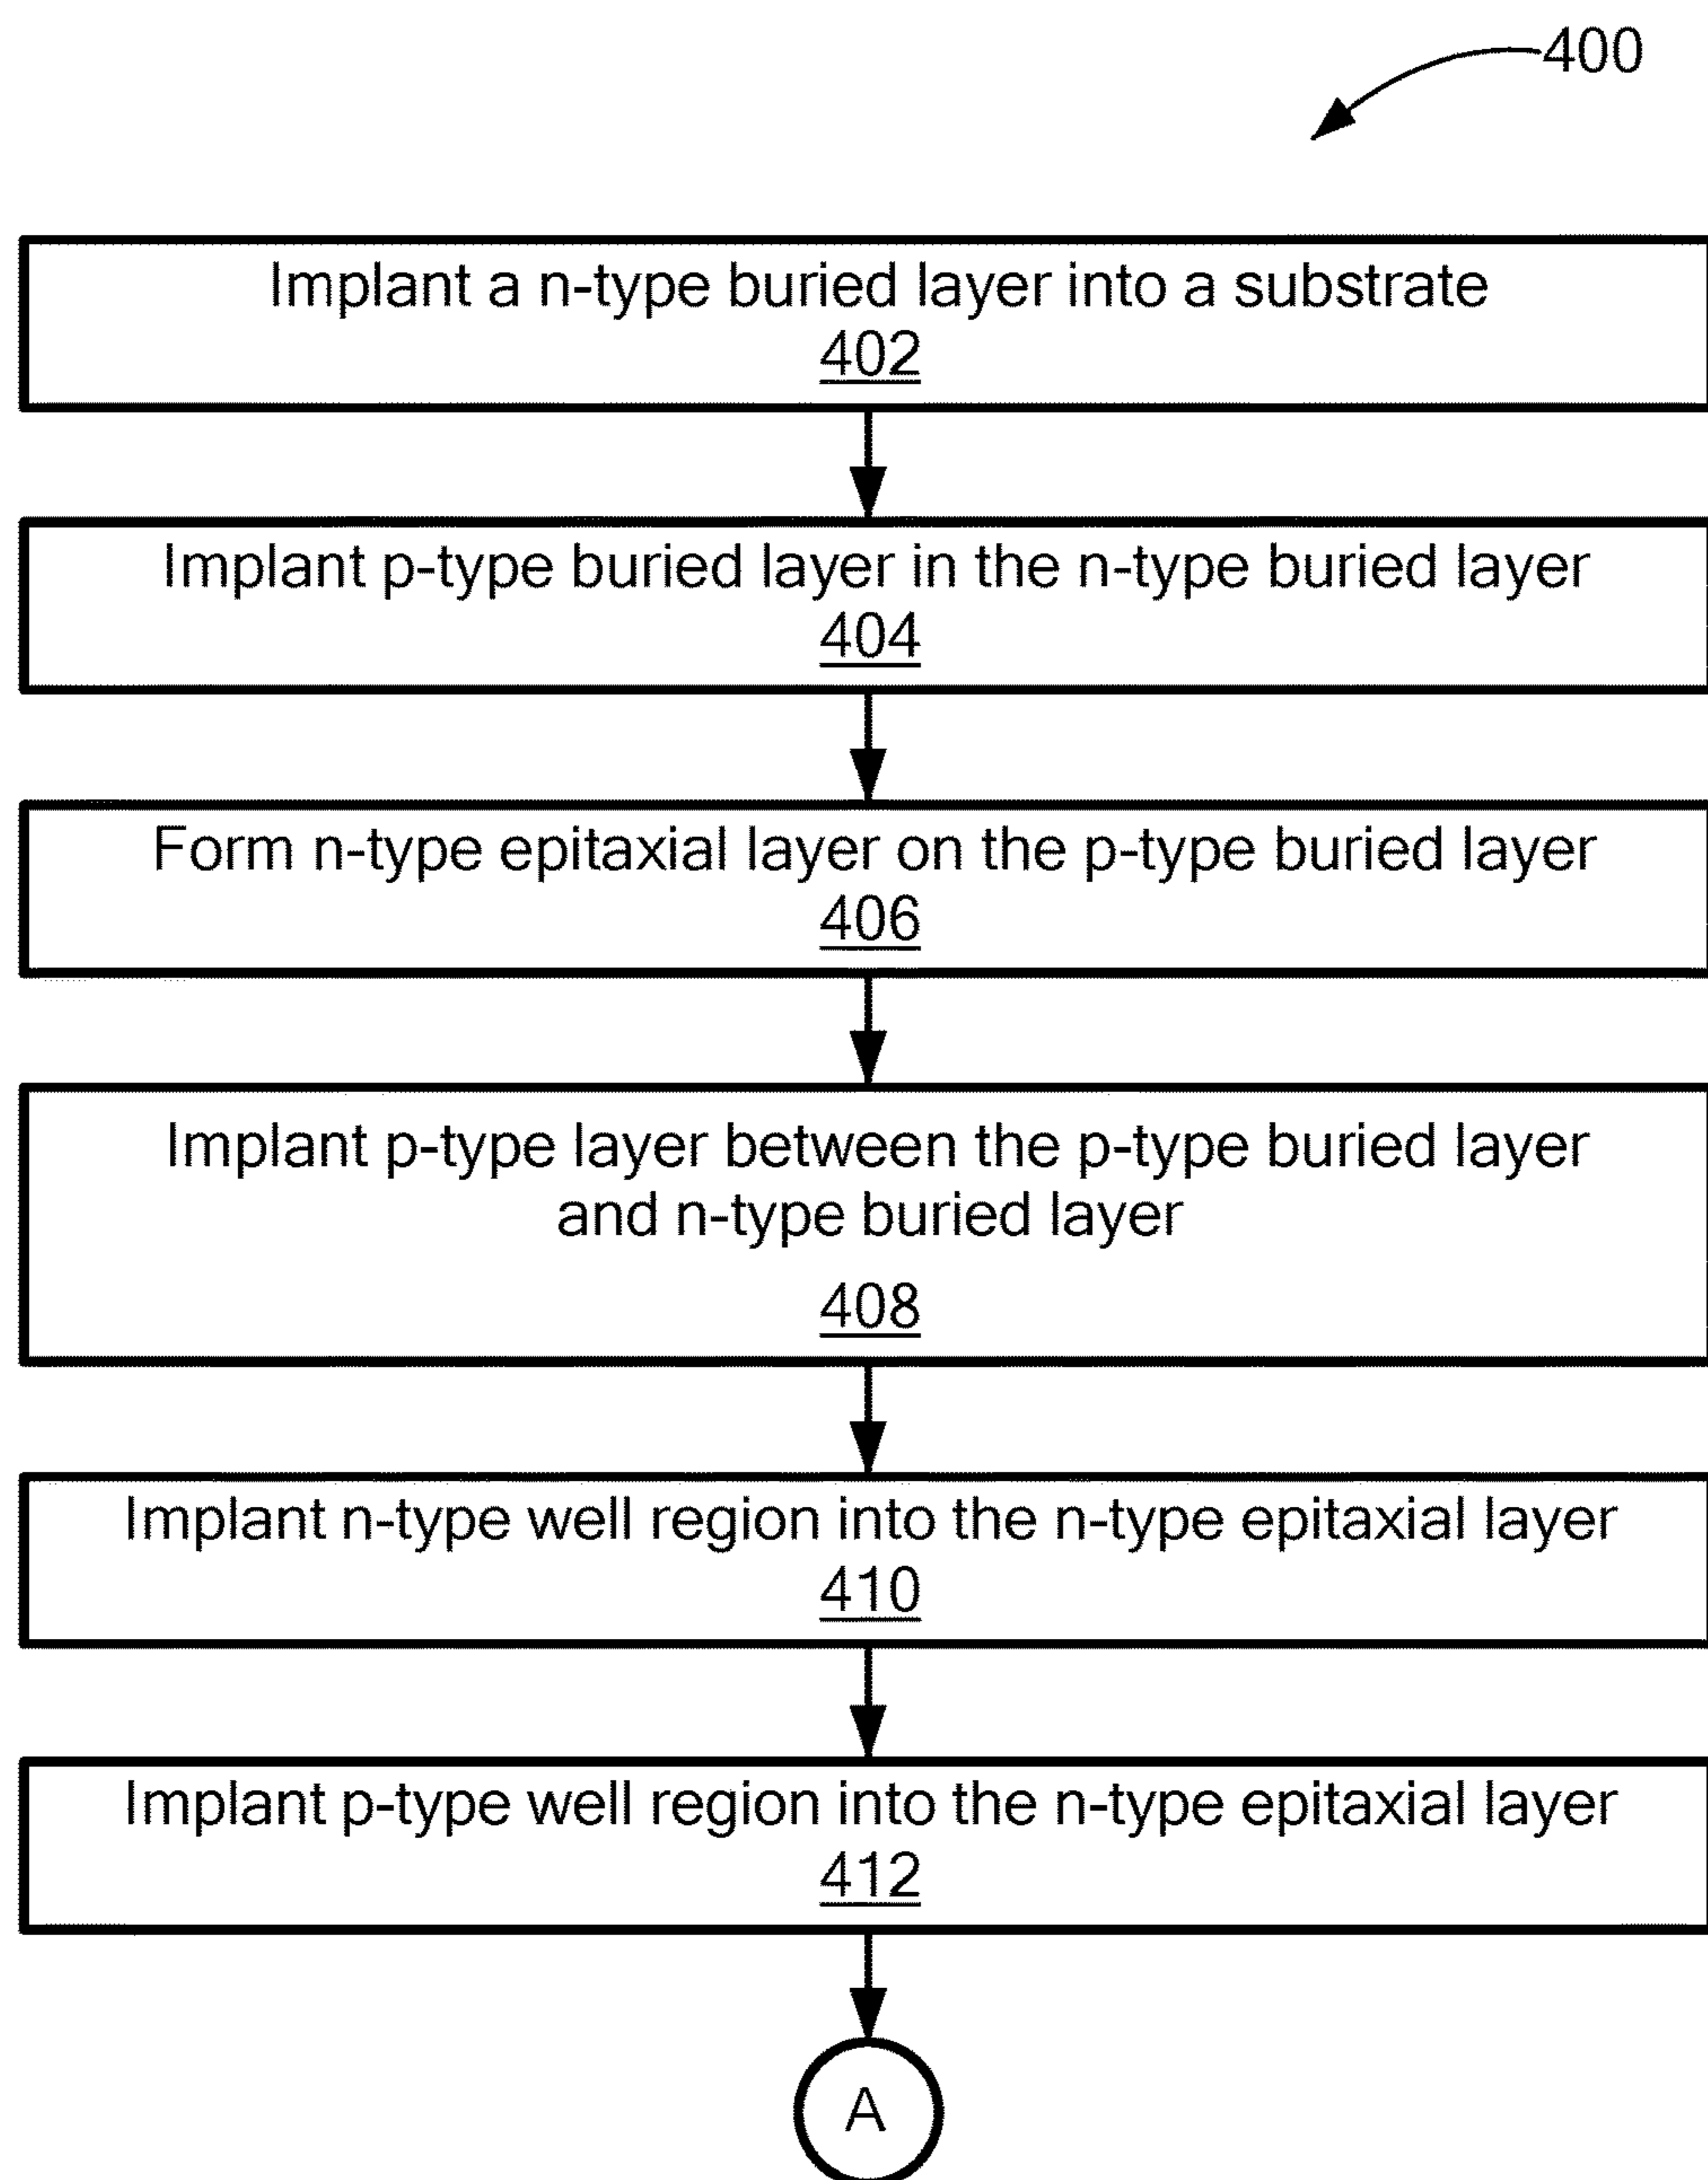 400
Implant a n-type buried layer into a substrate
402
Implant p-type buried layer in the n-type buried layer
404
Form n-type epitaxial layer on the p-type buried layer
406
Implant p-type layer between the p-type buried layer
and n-type buried layer
408
Implant n-type well region into the n-type epitaxial layer
410
Implant p-type well region into the n-type epitaxial layer
412
A